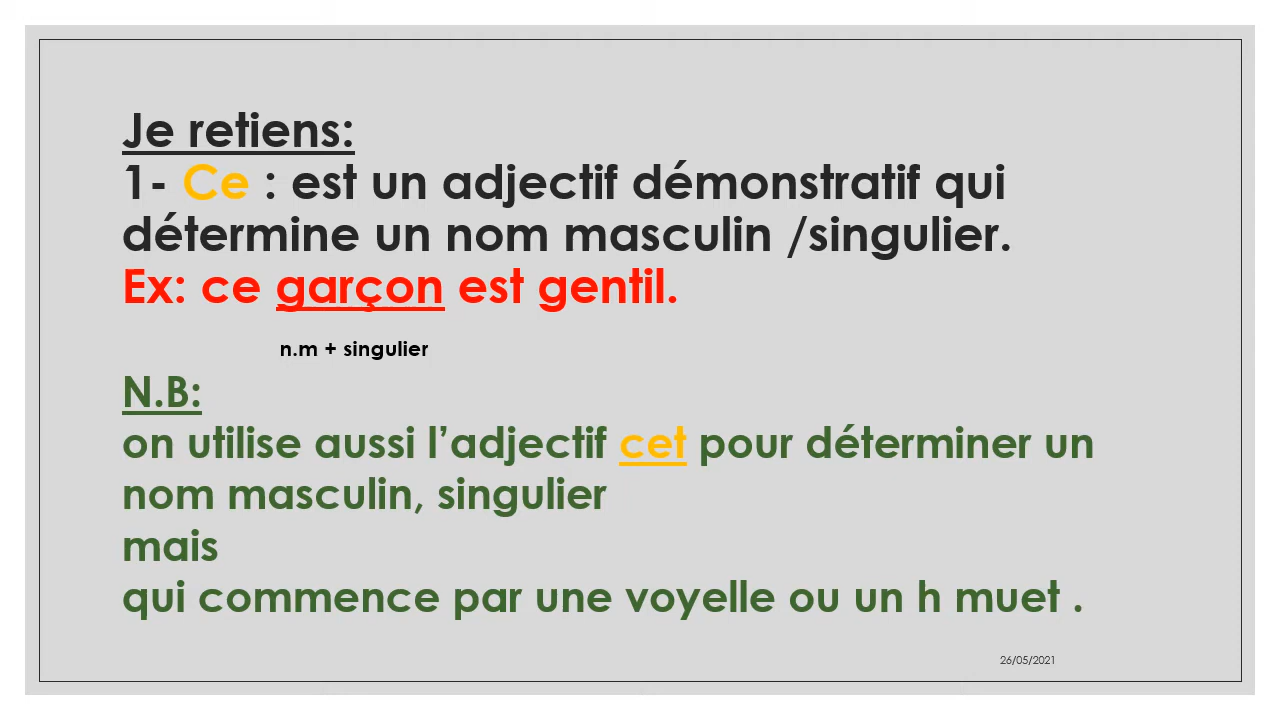 Je retiens:
1- Ce : est un adjectif démonstratif qui
détermine un nom masculin /singulier.
Ex: ce garçon est gentil.
n.m + singulier
N.B:
on utilise aussi l’adjectif cet pour déterminer un
nom masculin, singulier
mais
qui commence par une voyelle ou un h muet .
26/05/2021